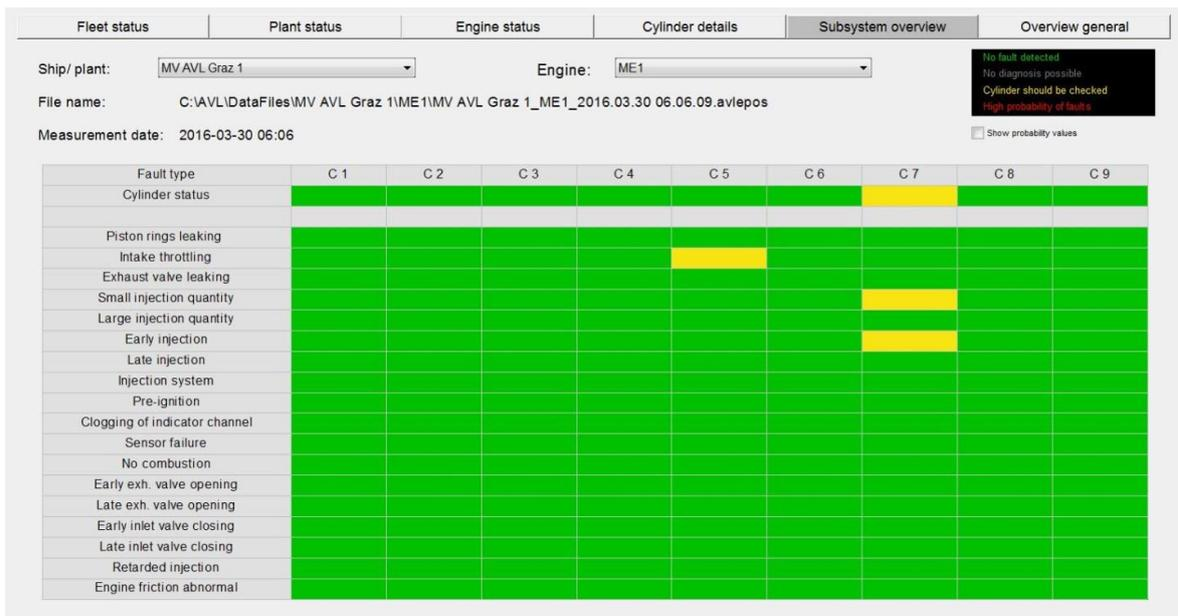 Fleet status Plant status Engine status Cylinder details Subsystem overview Overview general
Ship/ plant: MV AVL Graz 1 Engine: ME1
No fault detected
No diagnosis possible
Cylinder should be checked
High probability of faults
File name: C:\AVL\DataFiles\MV AVL Graz 1\ME1\MV AVL Graz 1_ME1_2016.03.30 06.06.09.avlepos
Measurement date: 2016-03-30 06:06
Show probability values
Fault type C 1 C 2 C 3 C 4 C 5 C 6 C 7 C 8 C 9
Cylinder status
Piston rings leaking
Intake throttling
Exhaust valve leaking
Small injection quantity
Large injection quantity
Early injection
Late injection
Injection system
Pre-ignition
Clogging of indicator channel
Sensor failure
No combustion
Early exh. valve opening
Late exh. valve opening
Early inlet valve closing
Late inlet valve closing
Retarded injection
Engine friction abnormal